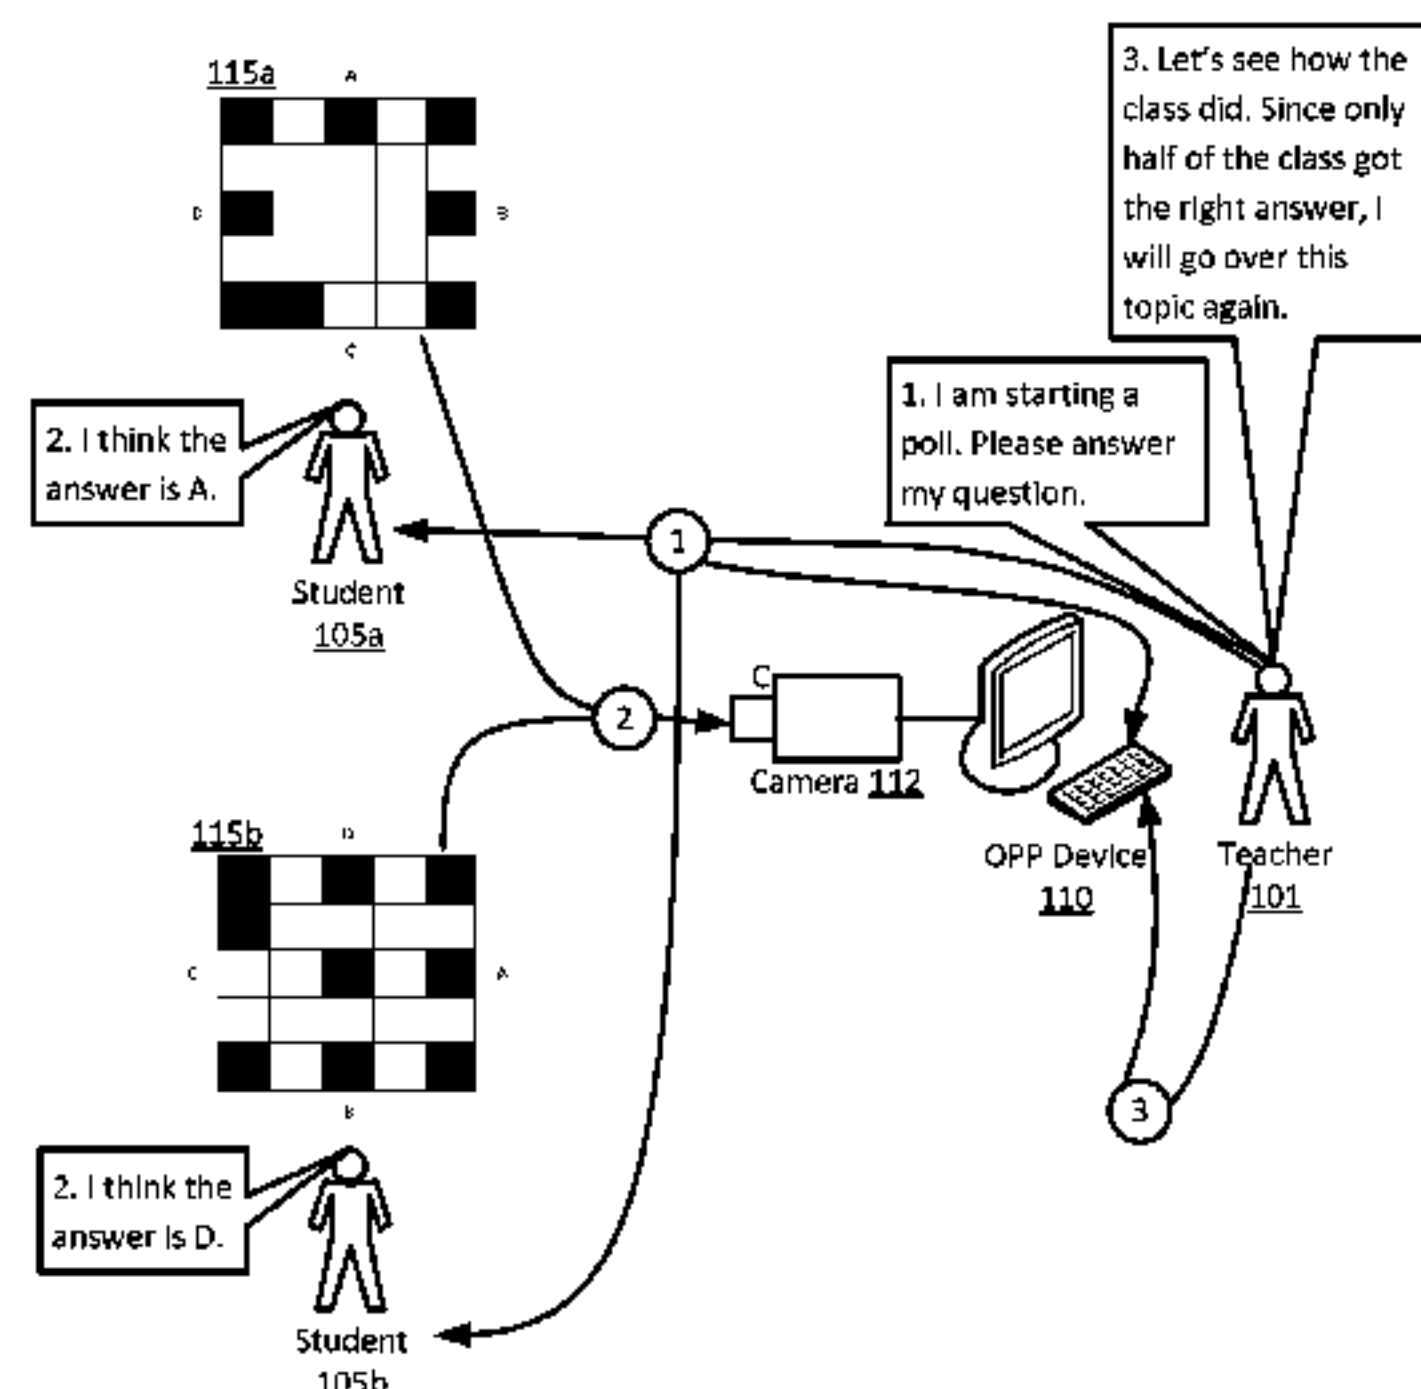 115a
A
D
B
C
3. Let's see how the
class did. Since only
half of the class got
the right answer, I
will go over this
topic again.
1. I am starting a
poll. Please answer
my question.
2. I think the
answer is A.
Student
105a
1
2
C
Camera 112
OPP Device
110
Teacher
101
115b
D
C
A
B
3
2. I think the
answer is D.
Student
105b